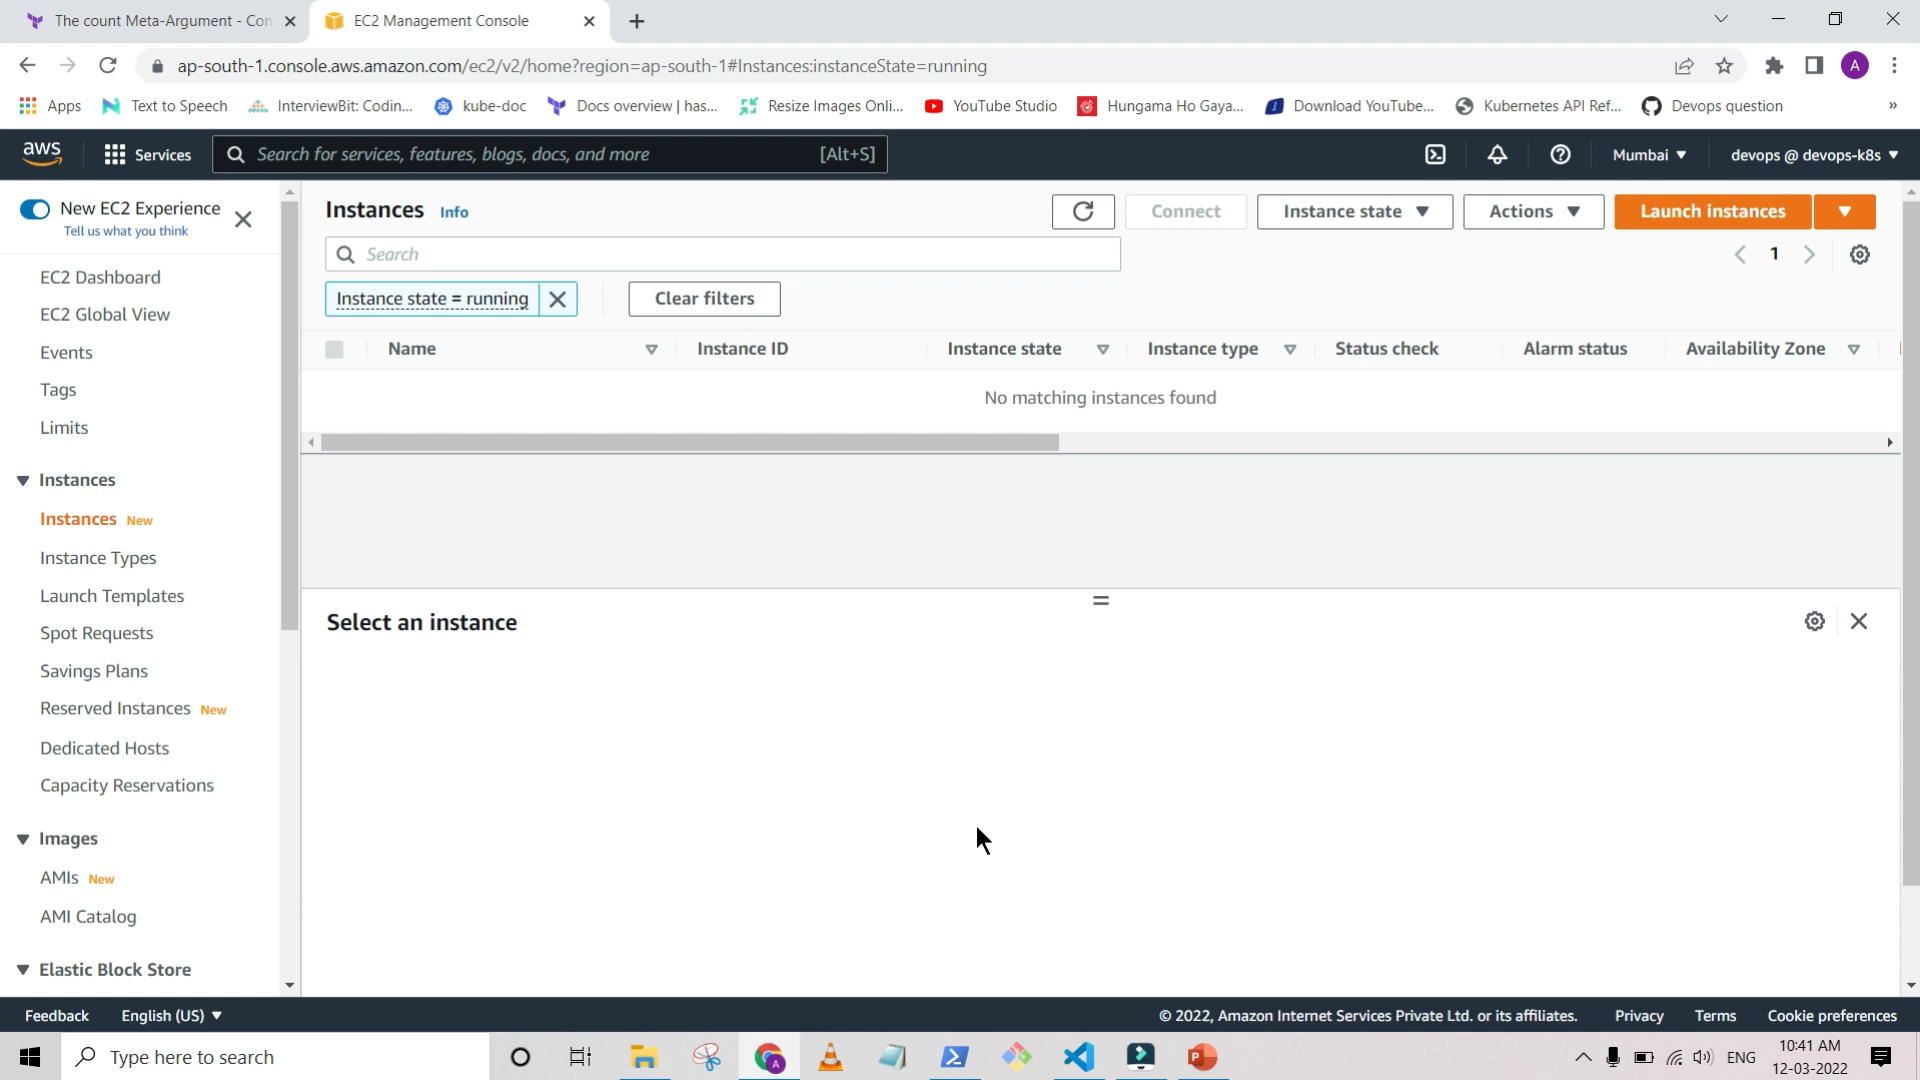 The count Meta-Argument - Con
EC2 Management Console
ap-south-1.console.aws.amazon.com/ec2/v2/home?region=ap-south-1#Instances:instanceState=running
A
Apps
Text to Speech
InterviewBit: Codin...
kube-doc
Docs overview | has...
Resize Images Onli...
YouTube Studio
Hungama Ho Gaya...
Download YouTube...
Kubernetes API Ref...
Devops question
»
aws
Services
Search for services, features, blogs, docs, and more
[Alt+S]
Mumbai
devops @ devops-k8s
New EC2 Experience
Tell us what you think
EC2 Dashboard
EC2 Global View
Events
Tags
Limits
Instances
Instances New
Instance Types
Launch Templates
Spot Requests
Savings Plans
Reserved Instances New
Dedicated Hosts
Capacity Reservations
Images
AMIs New
AMI Catalog
Elastic Block Store
Instances Info
Connect
Instance state
Actions
Launch instances
Search
1
Instance state = running
Clear filters
Name
Instance ID
Instance state
Instance type
Status check
Alarm status
Availability Zone
No matching instances found
Select an instance
Feedback
English (US)
© 2022, Amazon Internet Services Private Ltd. or its affiliates.
Privacy
Terms
Cookie preferences
Type here to search
ENG
10:41 AM
12-03-2022